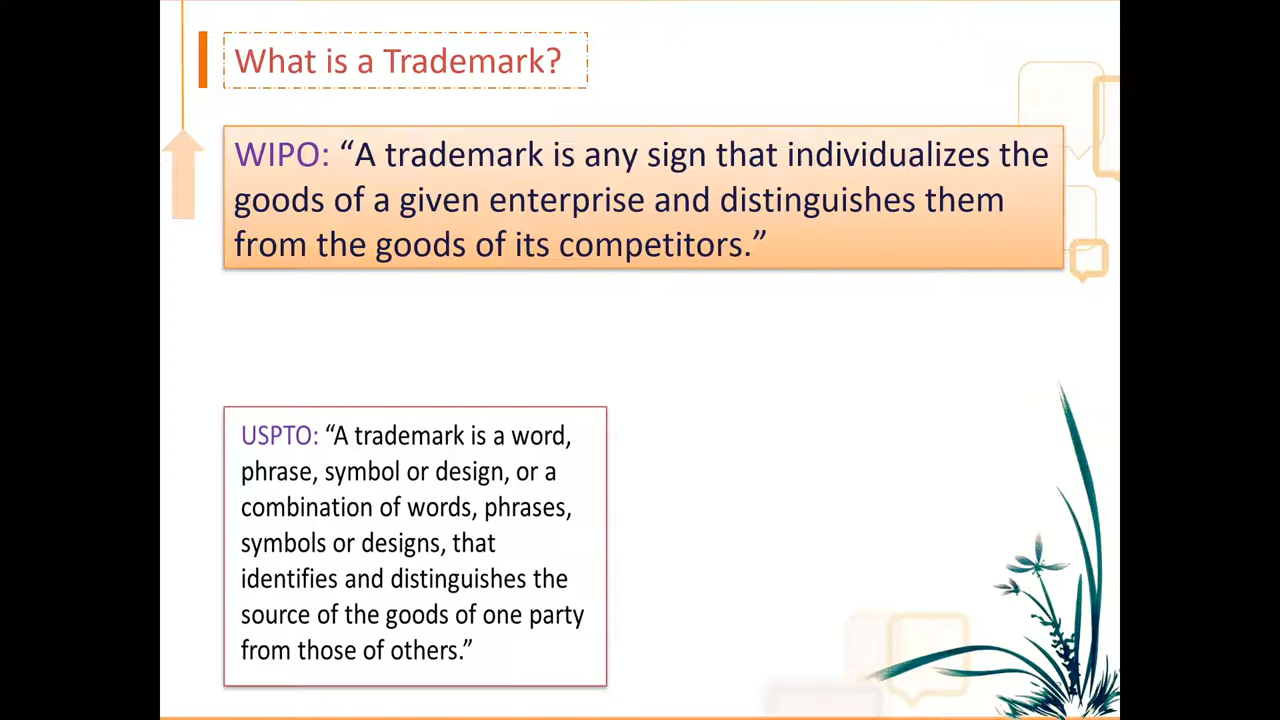 What is a Trademark?
WIPO: “A trademark is any sign that individualizes the
goods of a given enterprise and distinguishes them
from the goods of its competitors.”
USPTO: “A trademark is a word,
phrase, symbol or design, or a
combination of words, phrases,
symbols or designs, that
identifies and distinguishes the
source of the goods of one party
from those of others.”